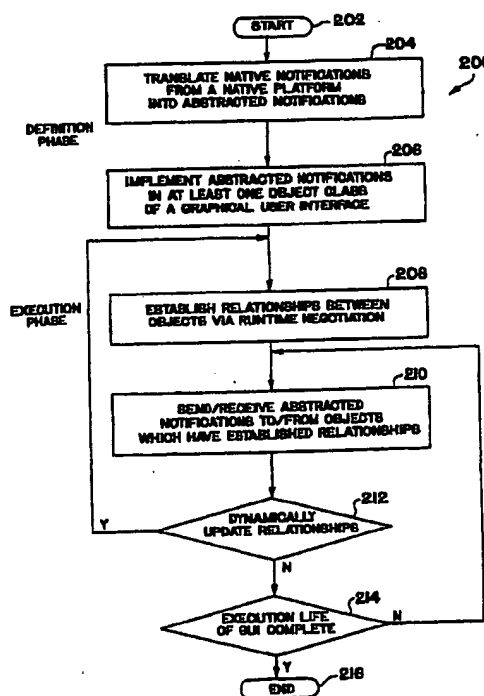 START
202
204
200
TRANSLATE NATIVE NOTIFICATIONS
FROM A NATIVE PLATFORM
INTO ABSTRACTED NOTIFICATIONS
DEFINITION
PHASE
206
IMPLEMENT ABSTRACTED NOTIFICATIONS
IN AT LEAST ONE OBJECT CLASS
OF A GRAPHICAL USER INTERFACE
EXECUTION
PHASE
208
ESTABLISH RELATIONSHIPS BETWEEN
OBJECTS VIA RUNTIME NEGOTIATION
210
SEND/RECEIVE ABSTRACTED
NOTIFICATIONS TO/FROM OBJECTS
WHICH HAVE ESTABLISHED RELATIONSHIPS
212
DYNAMICALLY
UPDATE RELATIONSHIPS
Y
N
214
EXECUTION LIFE
OF GUI COMPLETE
N
Y
END
216